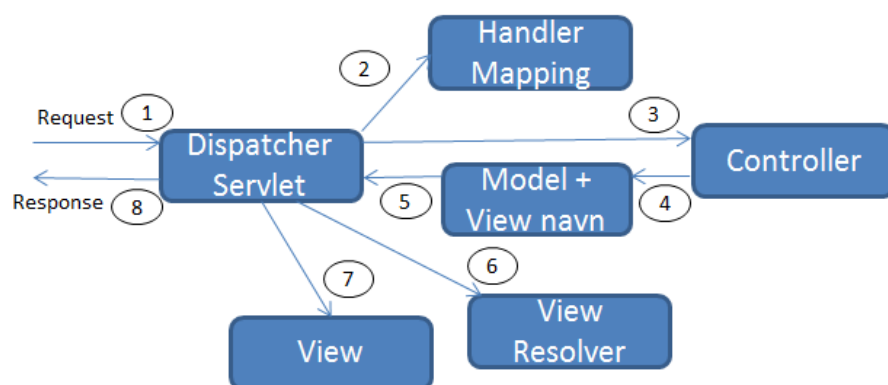 Handler
Mapping
2
Request
1
3
Dispatcher
Servlet
Controller
Model +
View navn
5
4
Response
8
6
7
View
Resolver
View